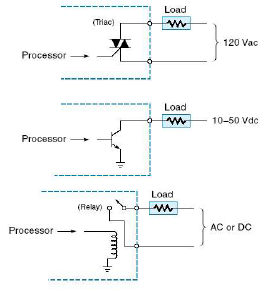 Load
(Triac)
120 Vac
Processor
Load
10–50 Vdc
Processor
Load
(Relay)
Processor
AC or DC